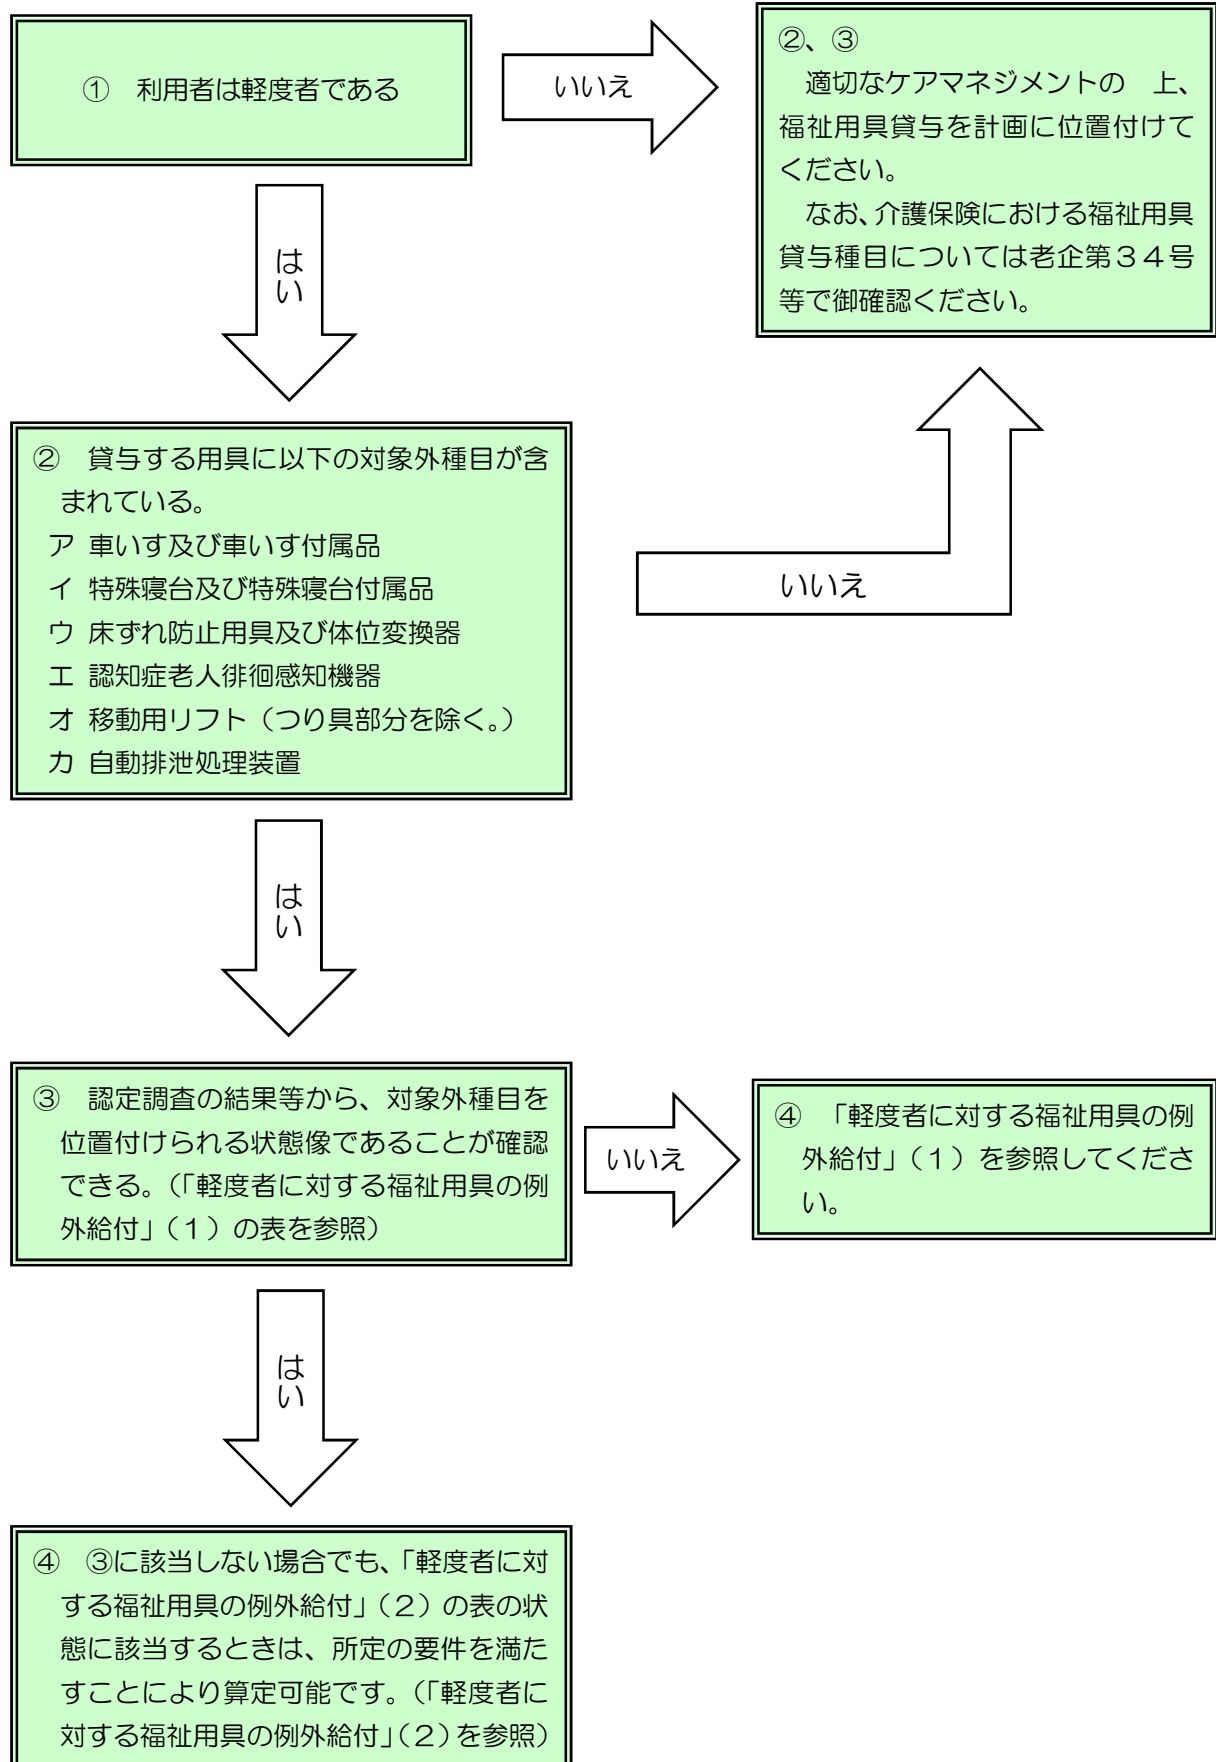 ① 利用者は軽度者である
いいえ
②、③
適切なケアマネジメントの 上、
福祉用具貸与を計画に位置付けて
ください。
なお、介護保険における福祉用具
貸与種目については老企第３４号
等で御確認ください。
はい
② 貸与する用具に以下の対象外種目が含
まれている。
ア 車いす及び車いす付属品
イ 特殊寝台及び特殊寝台付属品
ウ 床ずれ防止用具及び体位変換器
エ 認知症老人徘徊感知機器
オ 移動用リフト（つり具部分を除く。）
カ 自動排泄処理装置
いいえ
はい
③ 認定調査の結果等から、対象外種目を
位置付けられる状態像であることが確認
できる。（「軽度者に対する福祉用具の例
外給付」（１）の表を参照）
いいえ
④ 「軽度者に対する福祉用具の例
外給付」（１）を参照してくださ
い。
はい
④ ③に該当しない場合でも、「軽度者に対
する福祉用具の例外給付」（２）の表の状
態に該当するときは、所定の要件を満た
すことにより算定可能です。（「軽度者に
対する福祉用具の例外給付」（２）を参照）